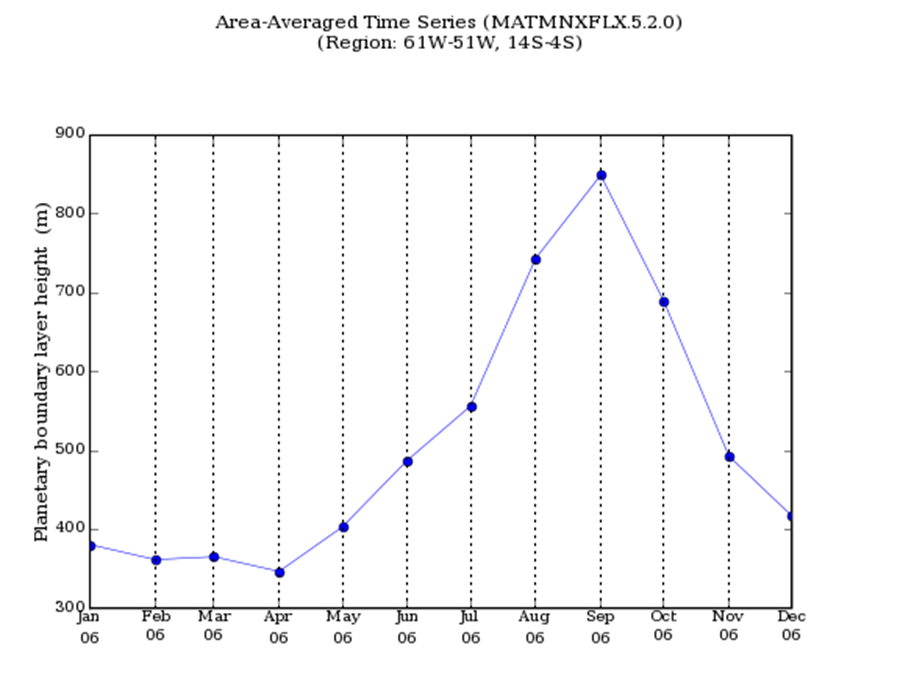 Area-Averaged Time Series (MATMNXFLX.5.2.0)
(Region: 61W-51W, 14S-4S)
Planetary boundary layer height (m)
900
800
700
600
500
400
300
Jan Feb Mar Apr May Jun Jul Aug Sep Oct Nov Dec
06 06 06 06 06 06 06 06 06 06 06 06